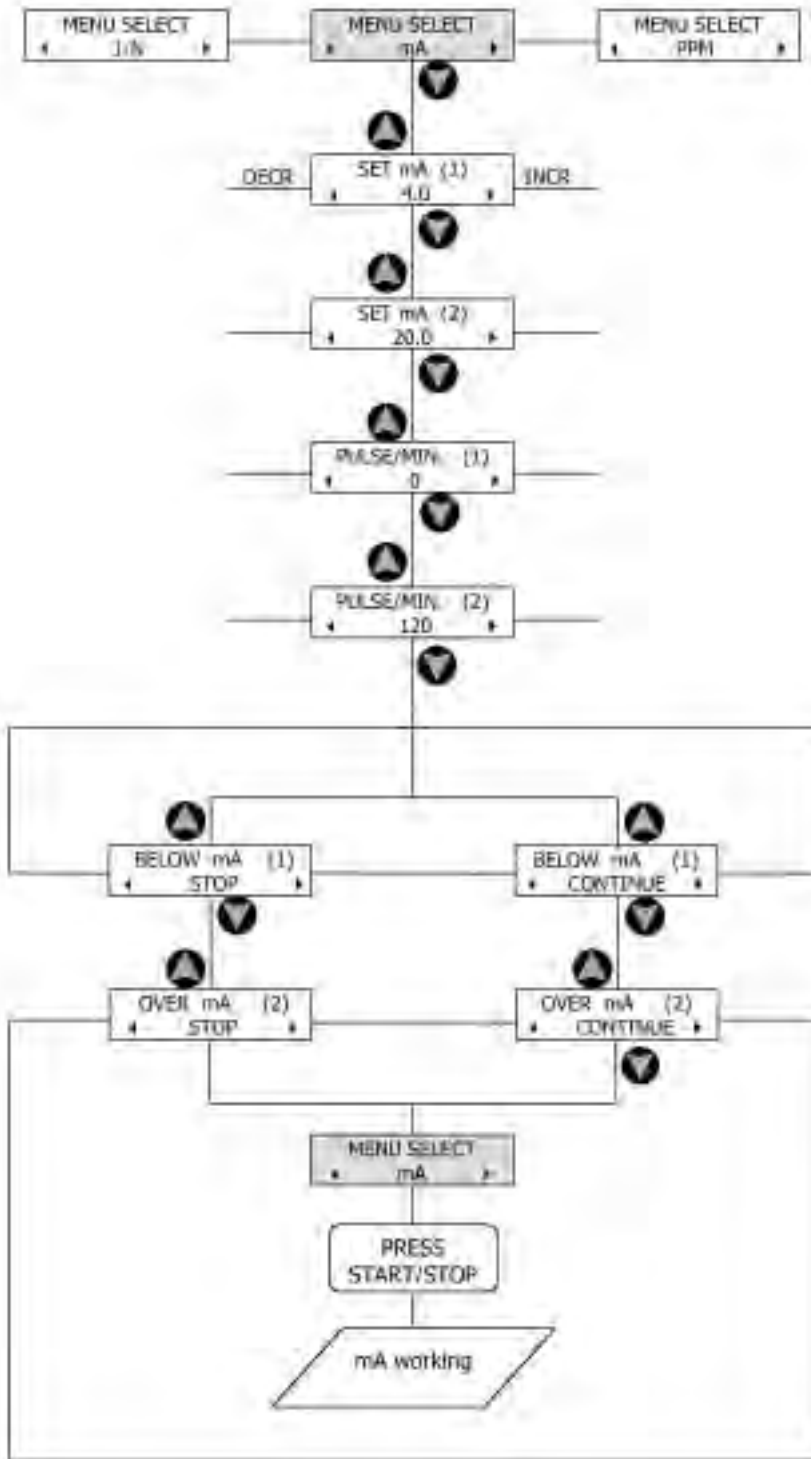 MENU SELECT
1:N
MENU SELECT
mA
MENU SELECT
PPM
DECR
SET mA (1)
4.0
INCR
SET mA (2)
20.0
PULSE/MIN. (1)
0
PULSE/MIN. (2)
120
BELOW mA (1)
STOP
BELOW mA (1)
CONTINUE
OVER mA (2)
STOP
OVER mA (2)
CONTINUE
MENU SELECT
mA
PRESS
START/STOP
mA working